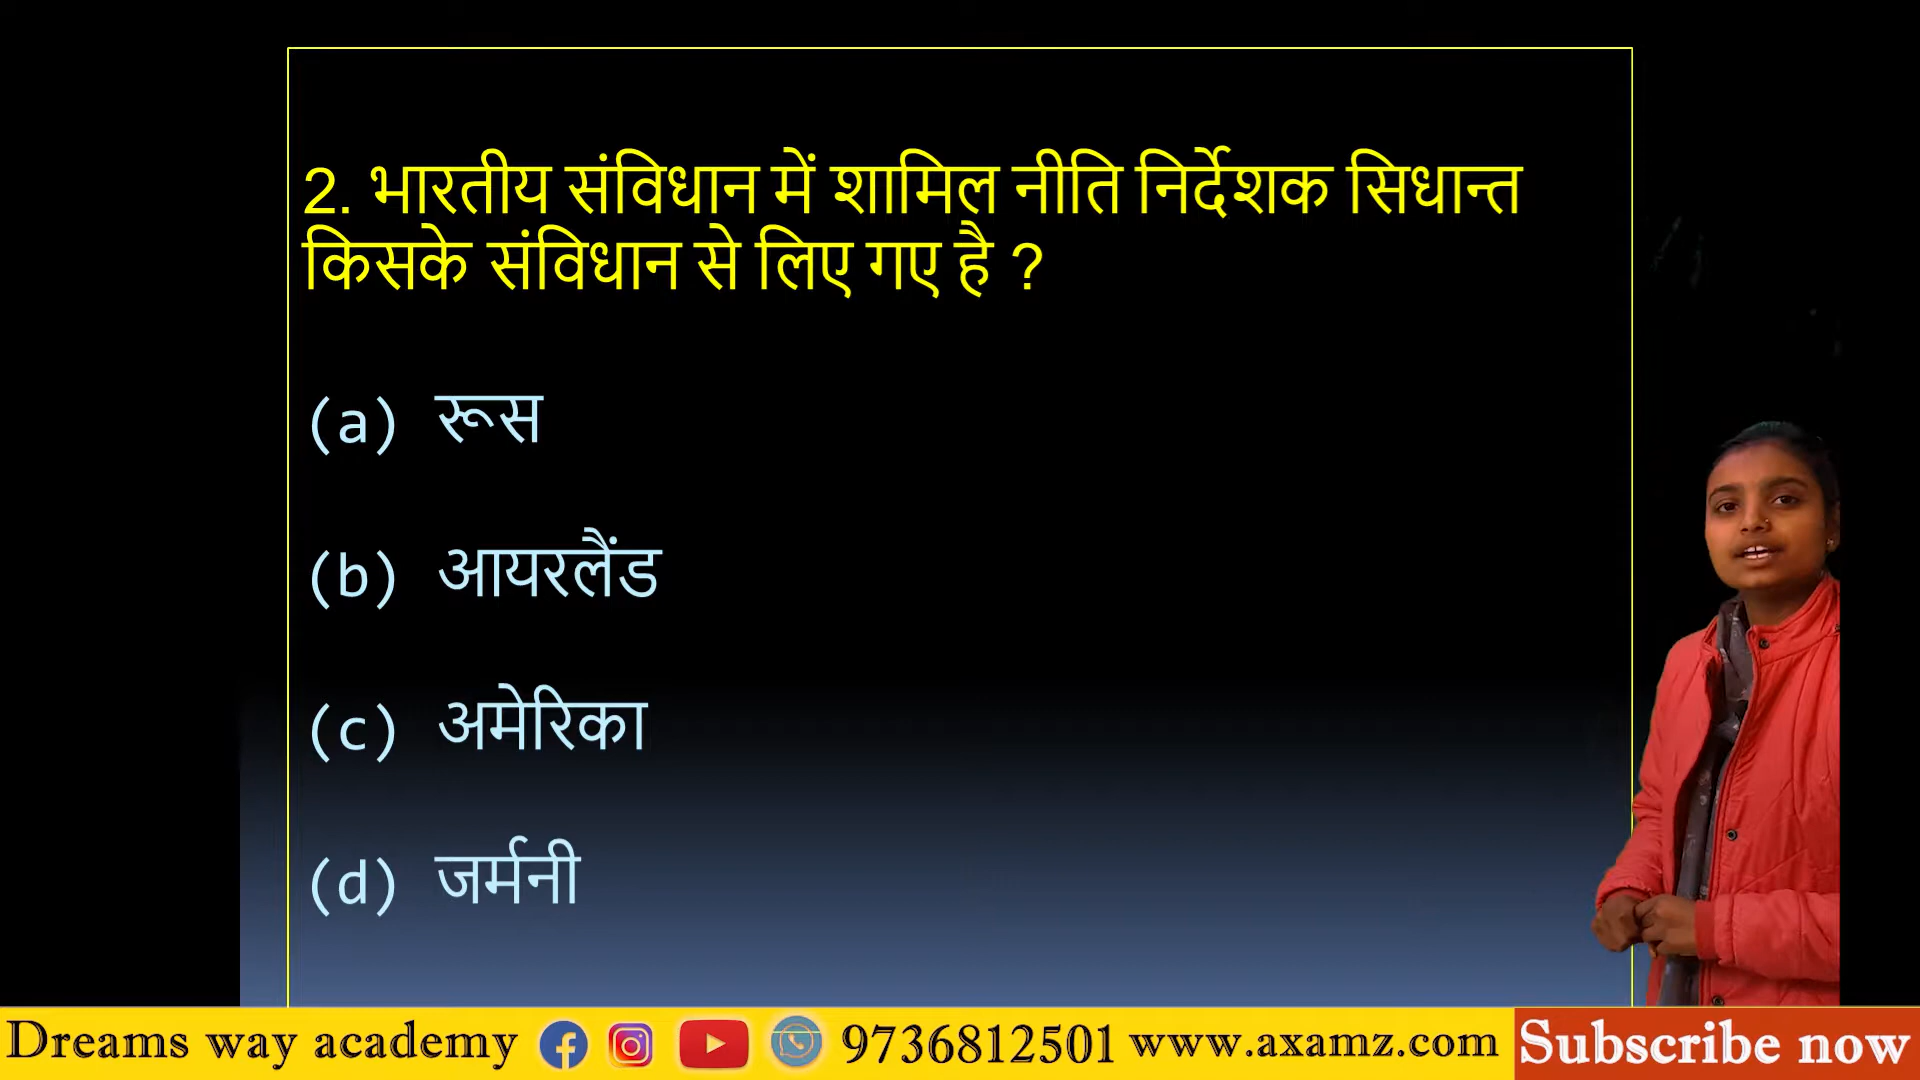 2. भारतीय संविधान में शामिल नीति निर्देशक सिधान्त
किसके संविधान से लिए गए है ?
(a) रूस
(b) आयरलैंड
(c) अमेरिका
(d) जर्मनी
Dreams way academy 9736812501 www.axamz.com Subscribe now